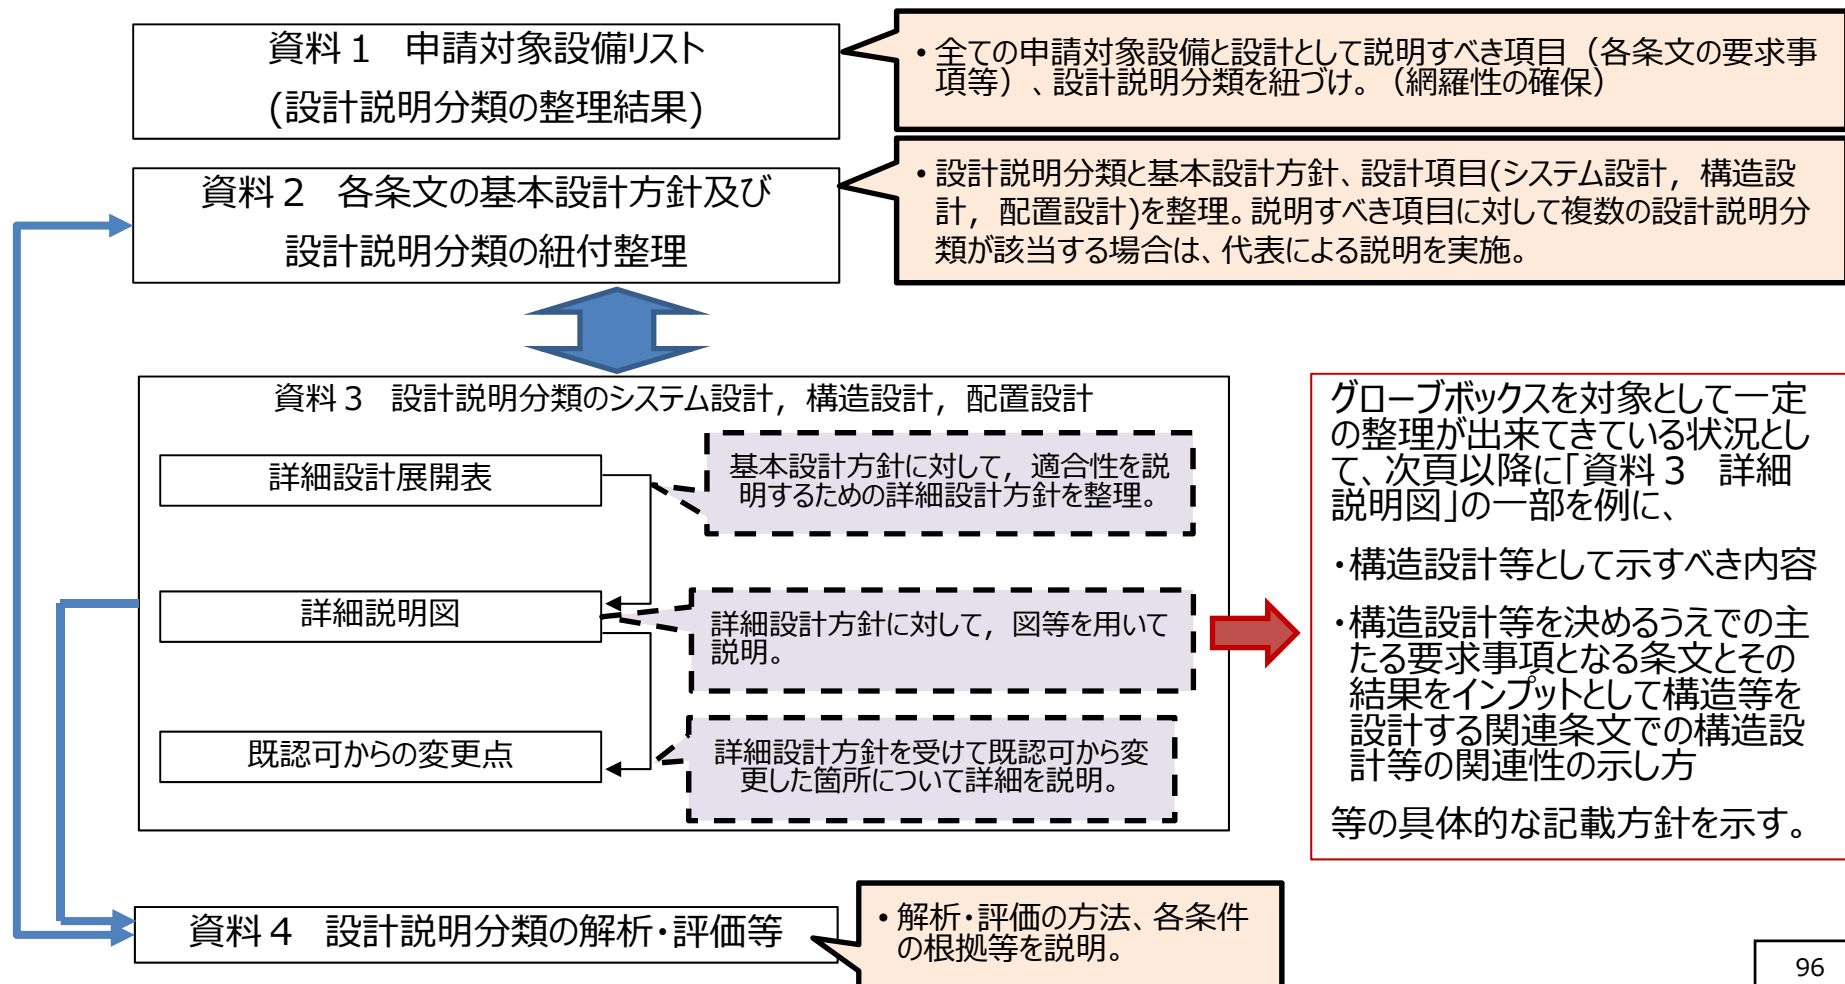 資料１　申請対象設備リスト
(設計説明分類の整理結果)
• 全ての申請対象設備と設計として説明すべき項目（各条文の要求事
項等）、設計説明分類を紐づけ。（網羅性の確保）
資料２　各条文の基本設計方針及び
設計説明分類の紐付整理
• 設計説明分類と基本設計方針、設計項目(システム設計，構造設
計，配置設計)を整理。説明すべき項目に対して複数の設計説明分
類が該当する場合は、代表による説明を実施。
資料３　設計説明分類のシステム設計，構造設計，配置設計
詳細設計展開表
基本設計方針に対して，適合性を説
明するための詳細設計方針を整理。
詳細説明図
詳細設計方針に対して，図等を用いて
説明。
既認可からの変更点
詳細設計方針を受けて既認可から変
更した箇所について詳細を説明。
グローブボックスを対象として一定
の整理が出来てきている状況とし
て、次頁以降に「資料３　詳細
説明図」の一部を例に、
・構造設計等として示すべき内容
・構造設計等を決めるうえでの主
たる要求事項となる条文とその
結果をインプットとして構造等を
設計する関連条文での構造設
計等の関連性の示し方
等の具体的な記載方針を示す。
資料４　設計説明分類の解析・評価等
• 解析・評価の方法、各条件
の根拠等を説明。
96